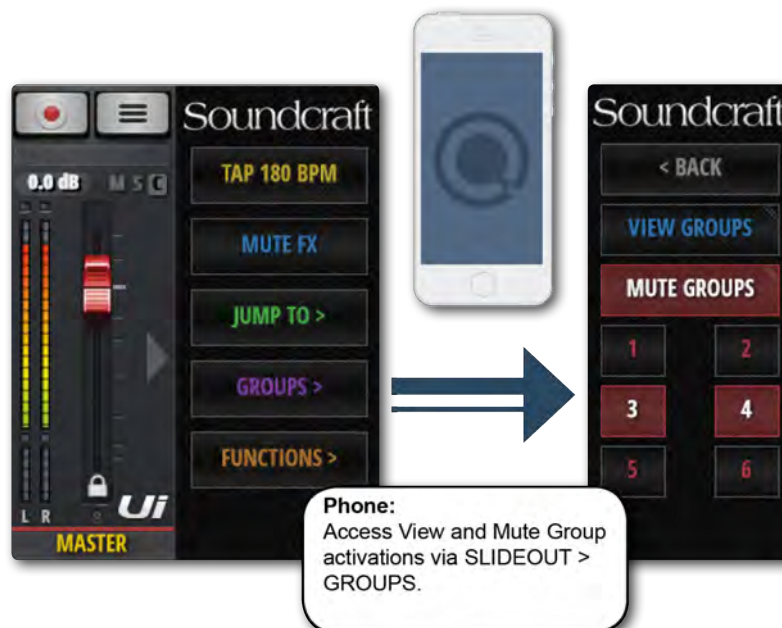 Soundcraft
0.0 dB M S C
TAP 180 BPM
MUTE FX
JUMP TO >
GROUPS >
FUNCTIONS >
L R
Ui
MASTER
Soundcraft
< BACK
VIEW GROUPS
MUTE GROUPS
1 2
3 4
5 6
Phone:
Access View and Mute Group
activations via SLIDEOUT >
GROUPS.